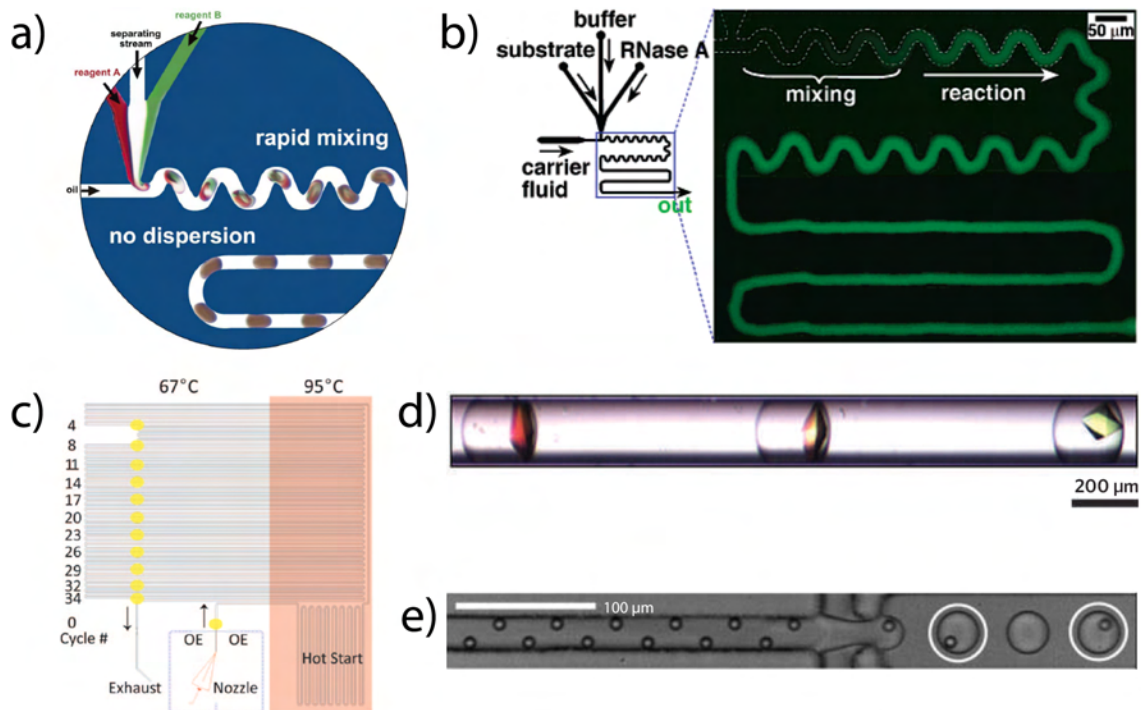 a)
reagent B
separating
stream
reagent A
rapid mixing
oil
no dispersion
b)
buffer
substrate
RNase A
carrier
fluid
out
50 μm
mixing
reaction
c)
67°C
95°C
4
8
11
14
17
20
23
26
29
32
34
0
Cycle #
OE OE
Hot Start
Exhaust
Nozzle
d)
200 μm
e)
100 μm